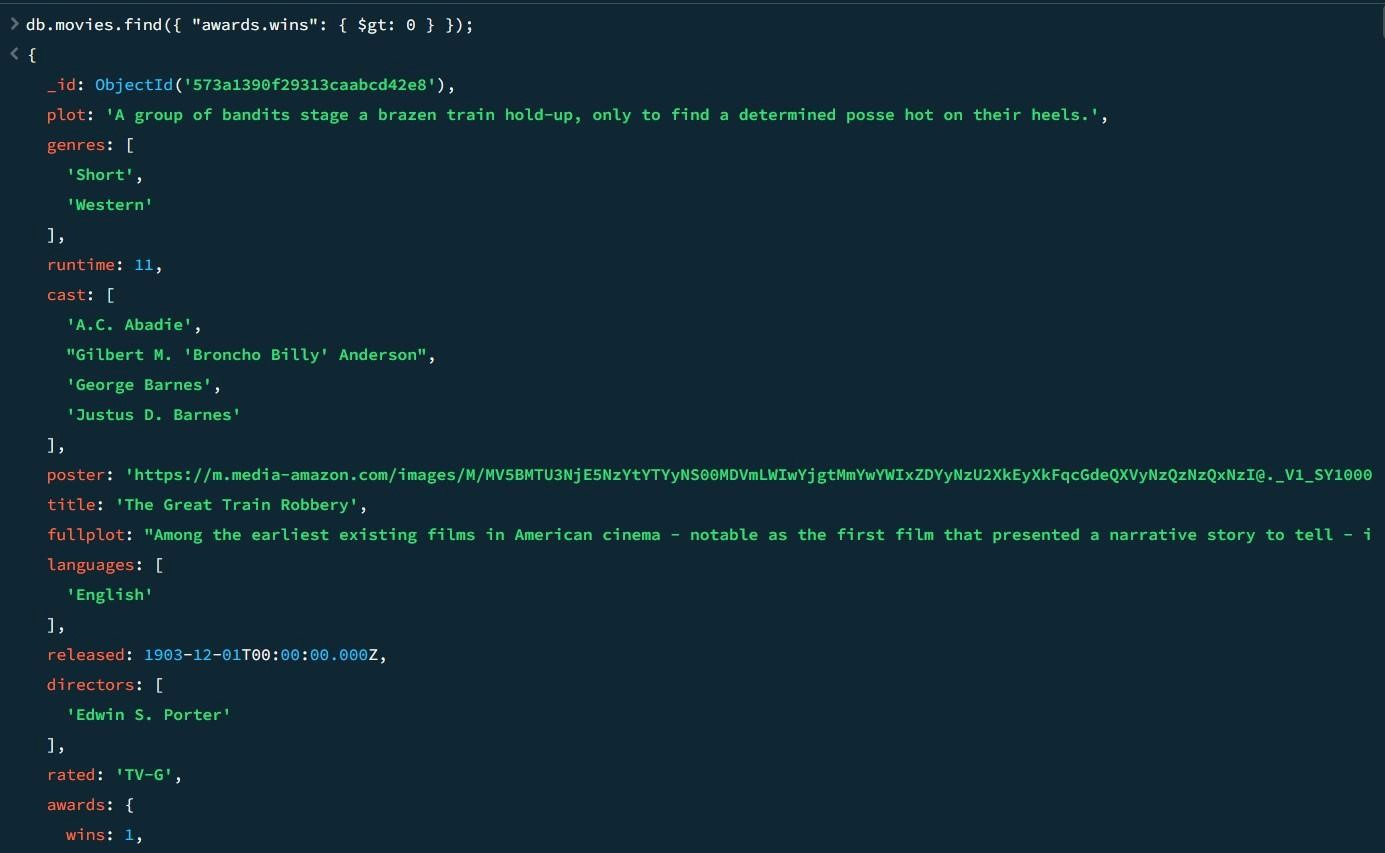 > db.movies.find({ "awards.wins": { $gt: 0 } });
< {
_id: ObjectId('573a1390f29313caabcd42e8'),
plot: 'A group of bandits stage a brazen train hold-up, only to find a determined posse hot on their heels.',
genres: [
'Short',
'Western'
],
runtime: 11,
cast: [
'A.C. Abadie',
"Gilbert M. 'Broncho Billy' Anderson",
'George Barnes',
'Justus D. Barnes'
],
poster: 'https://m.media-amazon.com/images/M/MV5BMTU3NjE5NzYtYTYyNS00MDVmLWIwYjgtMmYwYWIxZDYyNzU2XkEyXkFqcGdeQXVyNzQzNzQxNzI@._V1_SY1000
title: 'The Great Train Robbery',
fullplot: "Among the earliest existing films in American cinema - notable as the first film that presented a narrative story to tell - i
languages: [
'English'
],
released: 1903-12-01T00:00:00.000Z,
directors: [
'Edwin S. Porter'
],
rated: 'TV-G',
awards: {
wins: 1,